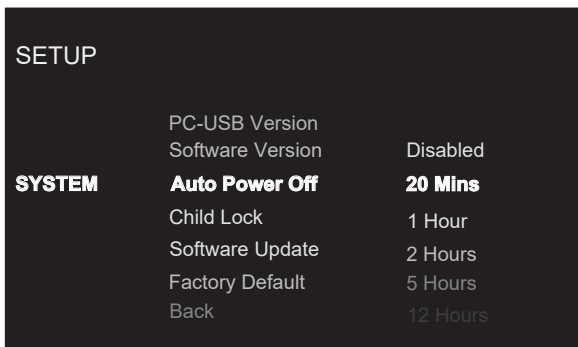 SETUP
PC-USB Version
Software Version Disabled
SYSTEM Auto Power Off 20 Mins
Child Lock 1 Hour
Software Update 2 Hours
Factory Default 5 Hours
Back 12 Hours